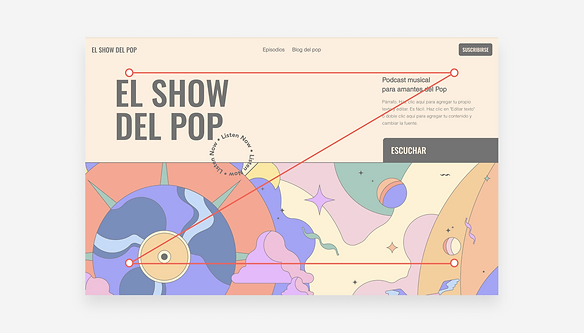 EL SHOW DEL POP
Episodios Blog del pop
SUSCRIBIRSE
EL SHOW
DEL POP
Listen Now • Listen Now • Listen Now •
Podcast musical
para amantes del Pop
Párrafo. Haz clic aquí para agregar tu propio
texto y editar. Es fácil. Haz clic en "Editar texto"
o doble clic aquí para agregar tu contenido y
cambiar la fuente.
ESCUCHAR